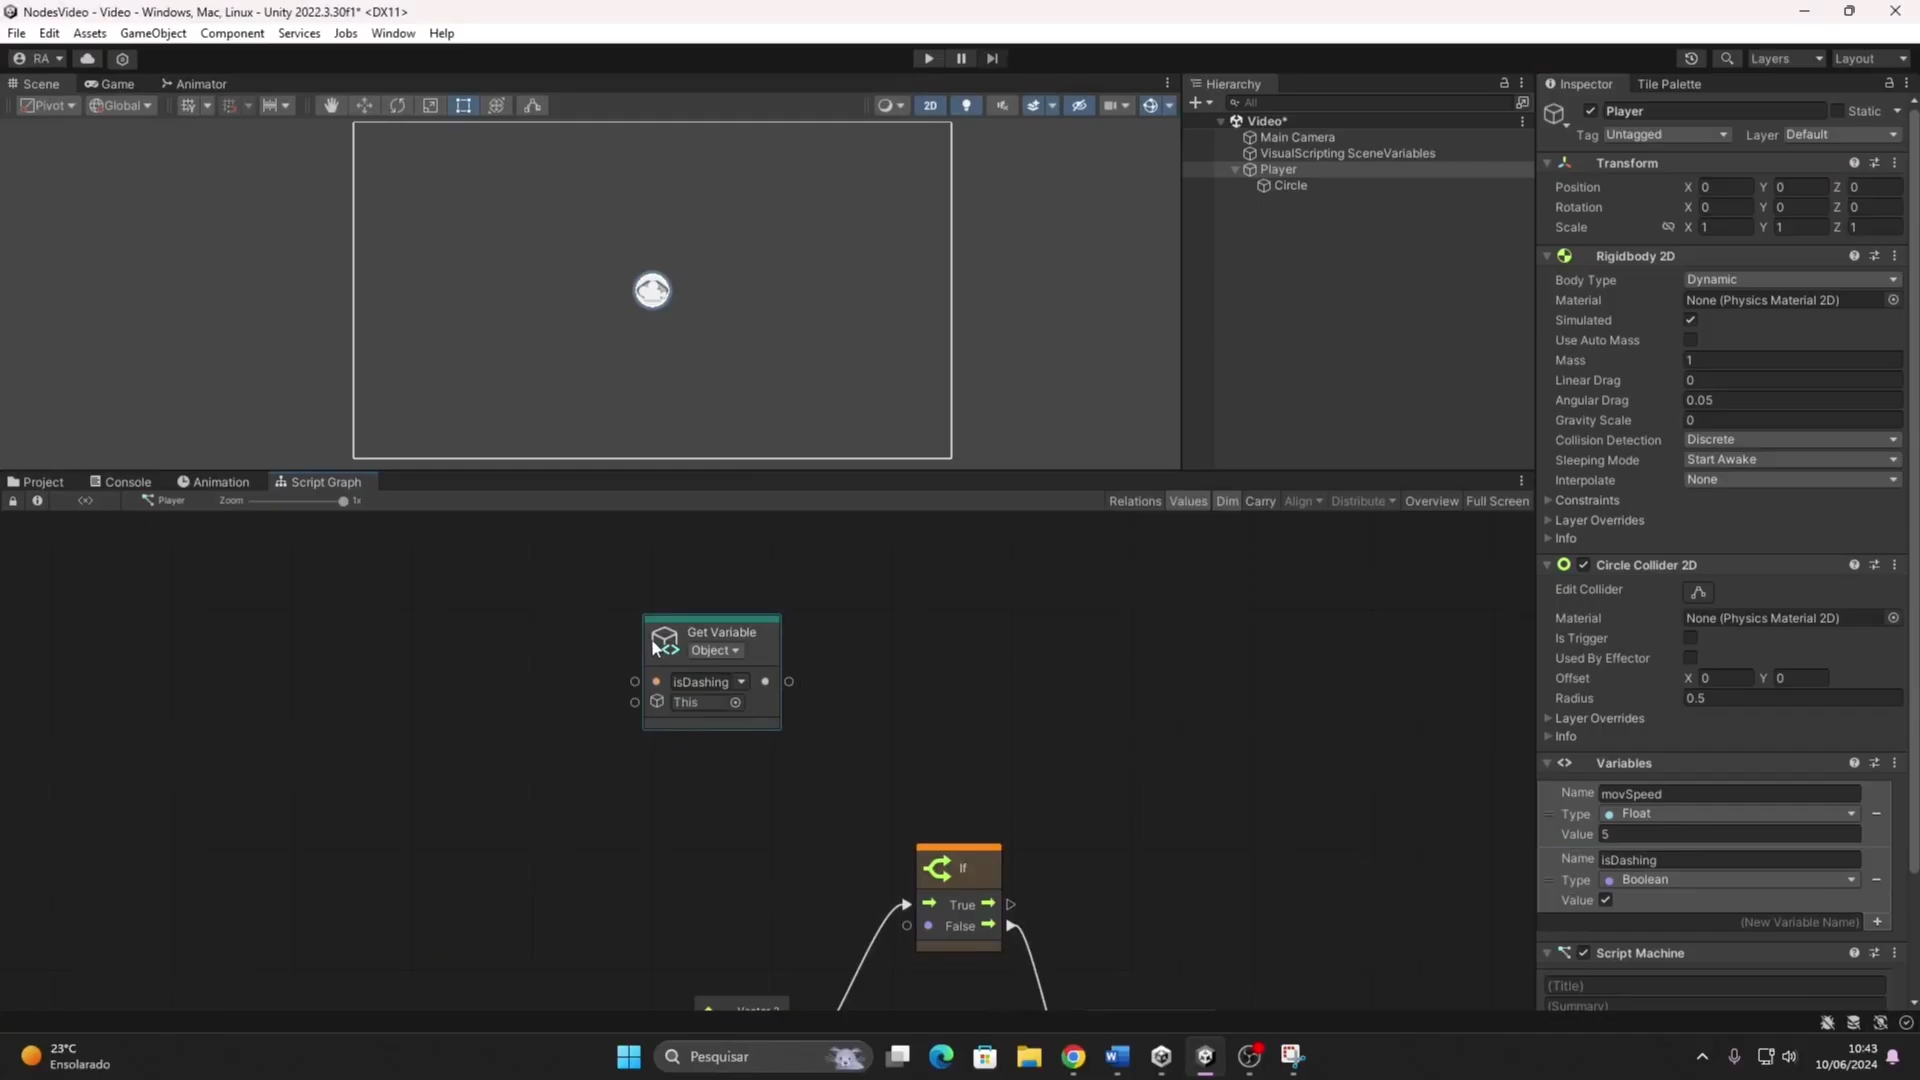 NodesVideo - Video - Windows, Mac, Linux - Unity 2022.3.30f1* <DX11>
File Edit Assets GameObject Component Services Jobs Window Help
RA Layers Layout
Scene Game Animator
Pivot Global 2D
Hierarchy
All
Video*
Main Camera
VisualScripting SceneVariables
Player
Circle
Inspector Tile Palette
Player Static
Tag Untagged Layer Default
Transform
Position X 0 Y 0 Z 0
Rotation X 0 Y 0 Z 0
Scale X 1 Y 1 Z 1
Rigidbody 2D
Body Type Dynamic
Material None (Physics Material 2D)
Simulated
Use Auto Mass
Mass 1
Linear Drag 0
Angular Drag 0.05
Gravity Scale 0
Collision Detection Discrete
Sleeping Mode Start Awake
Interpolate None
Constraints
Layer Overrides
Info
Circle Collider 2D
Edit Collider
Material None (Physics Material 2D)
Is Trigger
Used By Effector
Offset X 0 Y 0
Radius 0.5
Layer Overrides
Info
Variables
Name movSpeed
Type Float
Value 5
Name isDashing
Type Boolean
Value
(New Variable Name)
Script Machine
(Title)
(Summary)
Project Console Animation Script Graph
Player Zoom 1x Relations Values Dim Carry Align Distribute Overview Full Screen
Get Variable
Object
isDashing
This
If
True
False
23°C
Ensolarado
Pesquisar
10:43
10/06/2024